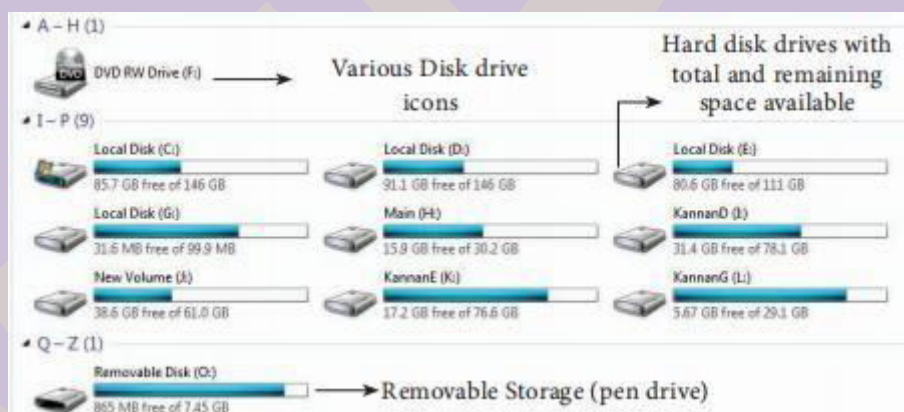 A – H (1)
DVD RW Drive (F:)
Various Disk drive
icons
Hard disk drives with
total and remaining
space available
I – P (9)
Local Disk (C:)
85.7 GB free of 146 GB
Local Disk (D:)
91.1 GB free of 146 GB
Local Disk (E:)
80.6 GB free of 111 GB
Local Disk (G:)
31.6 MB free of 99.9 MB
Main (H:)
15.9 GB free of 30.2 GB
KannanD (I:)
31.4 GB free of 78.1 GB
New Volume (J:)
38.6 GB free of 61.0 GB
KannanE (K:)
17.2 GB free of 76.6 GB
KannanG (L:)
5.67 GB free of 29.1 GB
Q – Z (1)
Removable Disk (O:)
865 MB free of 7.45 GB
Removable Storage (pen drive)